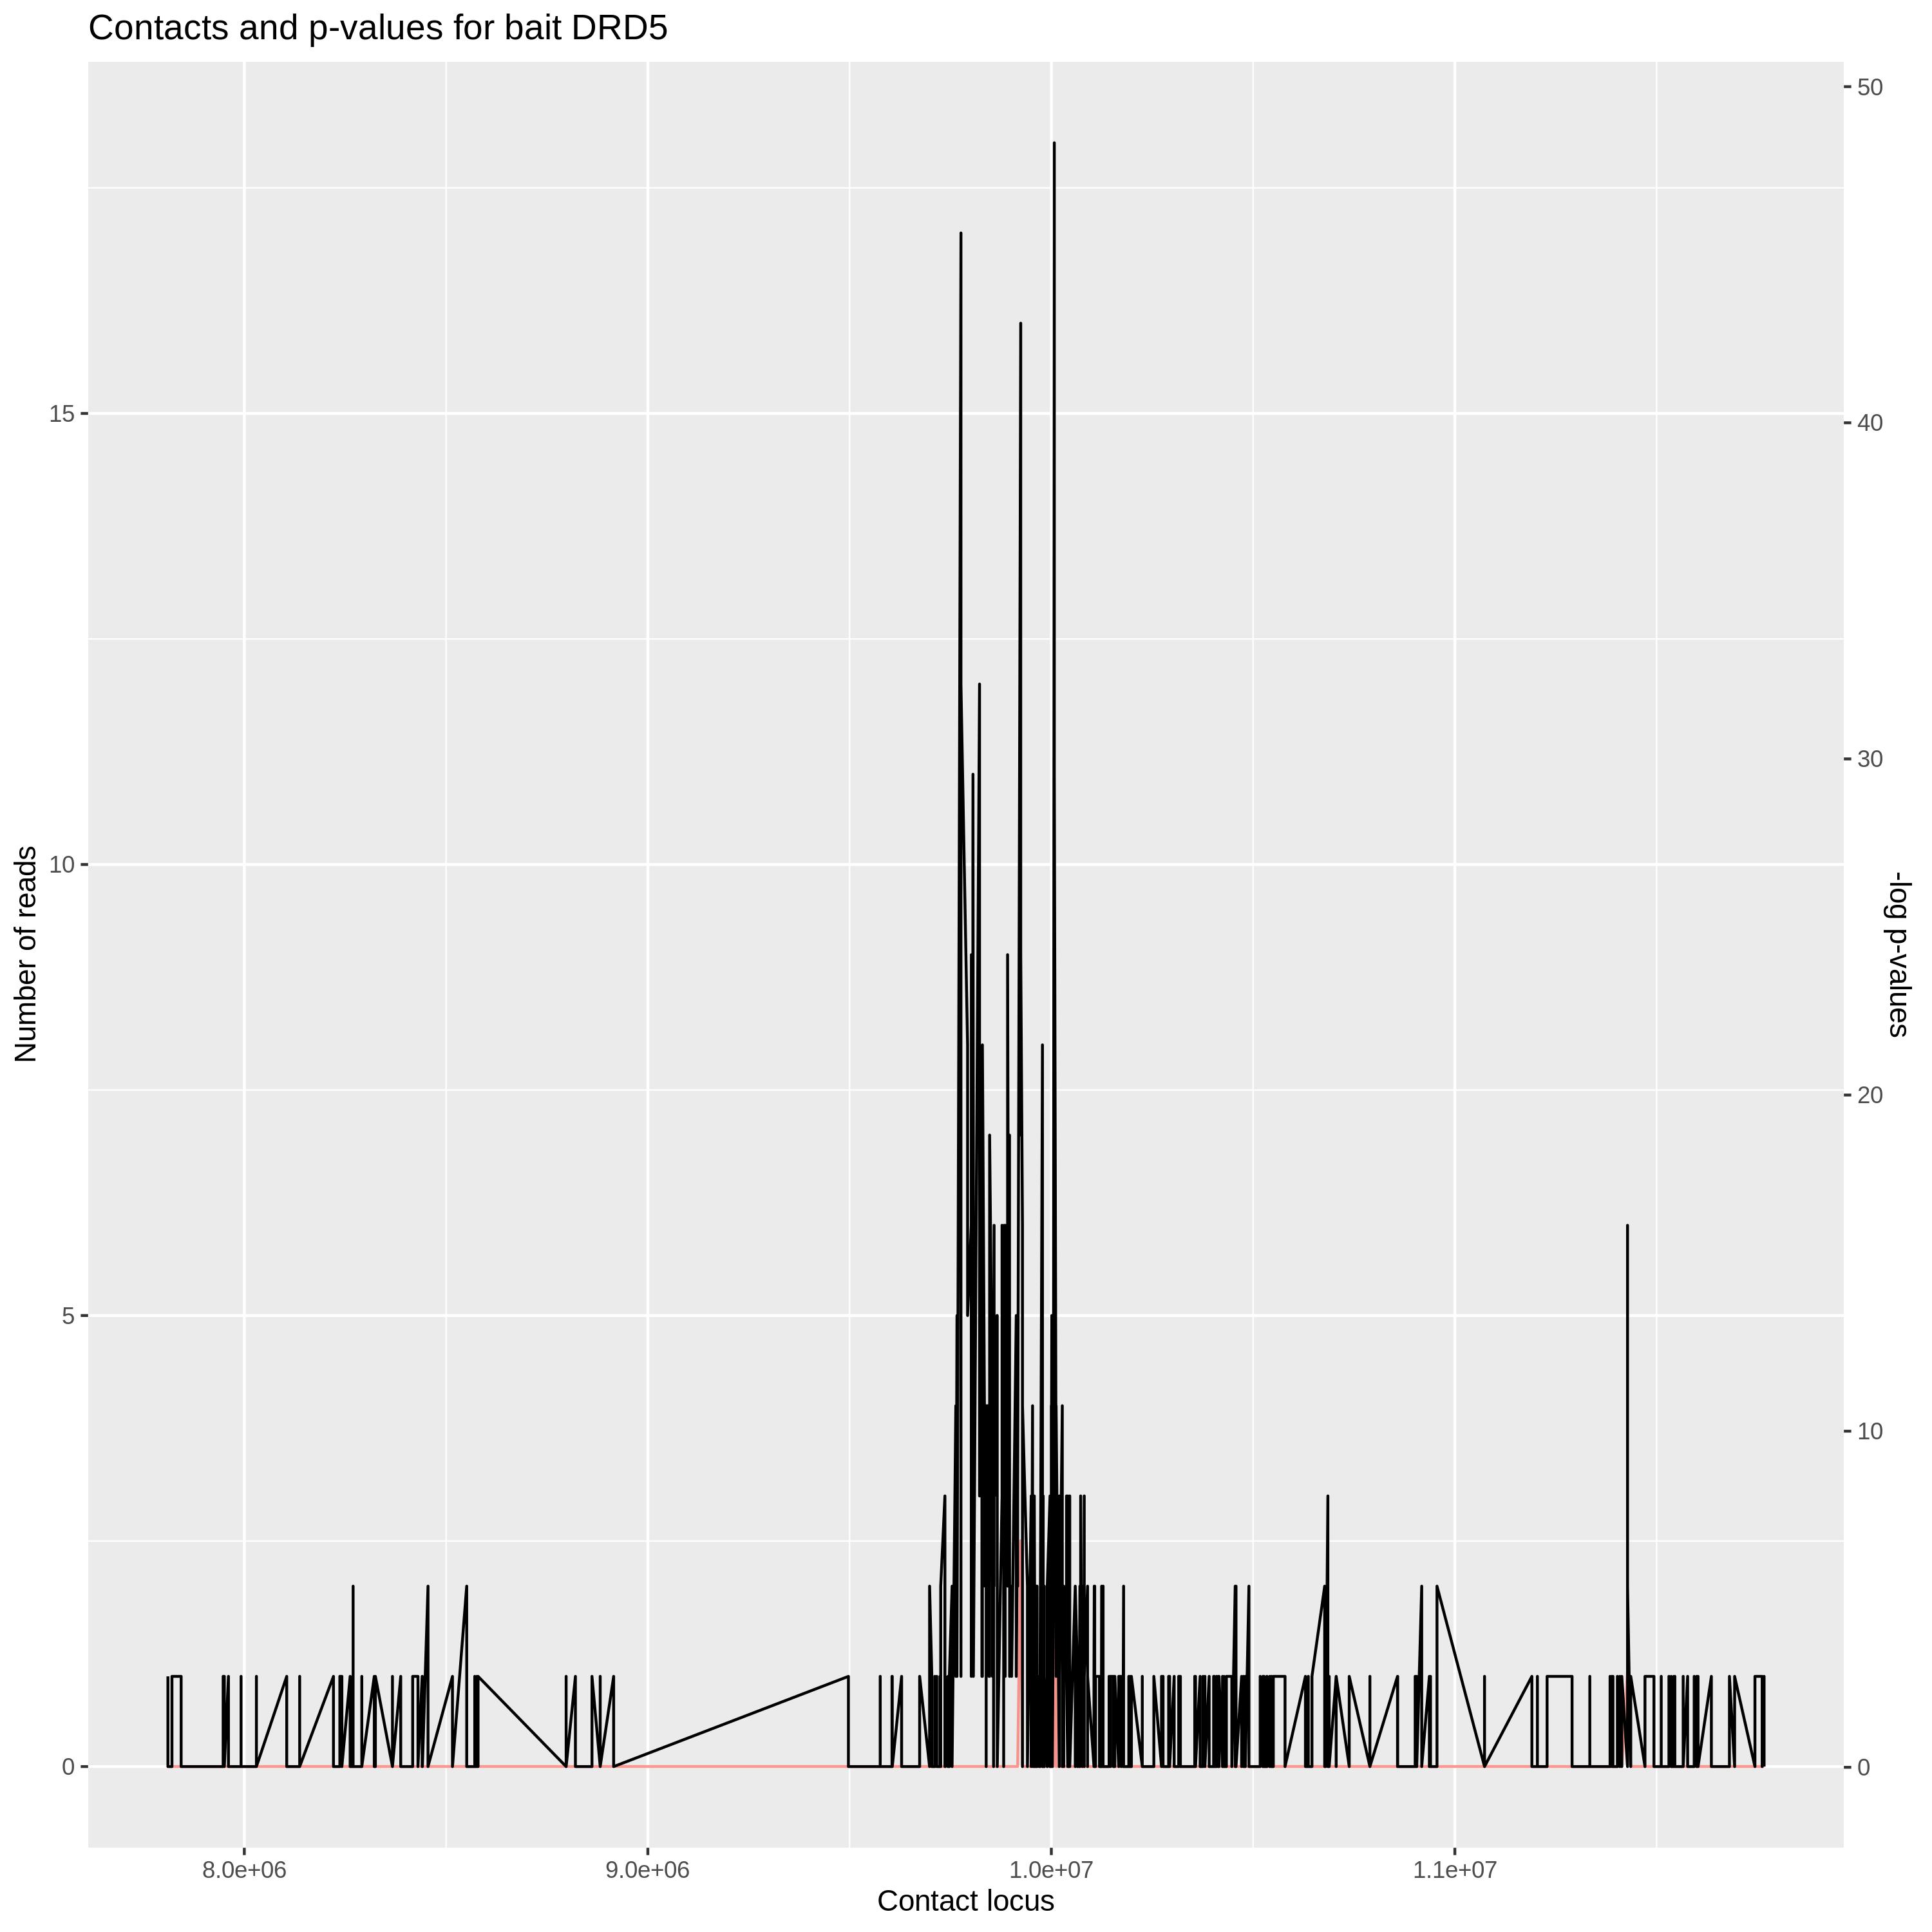 Contacts and p-values for bait DRD5
Number of reads
15
10
5
0
50
40
30
20
10
0
-log p-values
8.0e+06
9.0e+06
1.0e+07
1.1e+07
Contact locus